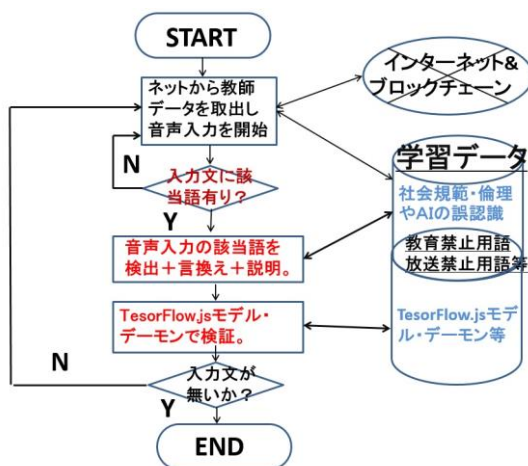 START
ネットから教師
データを取出し
音声入力を開始
N
入力文に該
当語有り？
Y
音声入力の該当語を
検出＋言換え＋説明。
TesorFlow.jsモデル・
デーモンで検証。
N
入力文が
無いか？
Y
END
インターネット&
ブロックチェーン
学習データ
社会規範・倫理
やAIの誤認識
教育禁止用語
放送禁止用語等
TesorFlow.jsモデ
ル・デーモン等